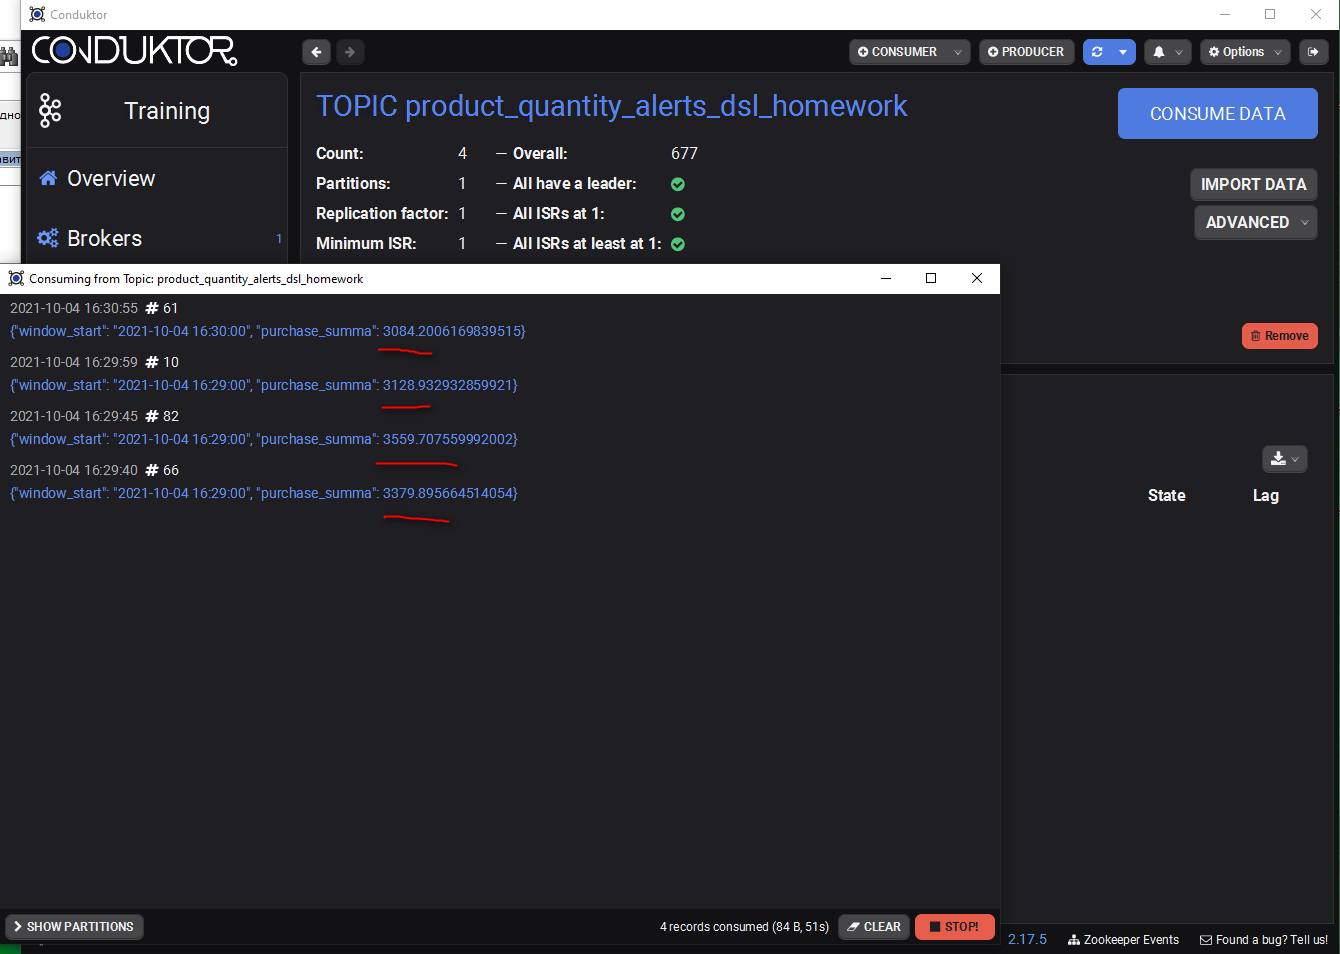 Conduktor
CONDUKTOR
CONSUMER
PRODUCER
Options
Training
Overview
Brokers 1
TOPIC product_quantity_alerts_dsl_homework
CONSUME DATA
Count: 4 — Overall: 677
Partitions: 1 — All have a leader:
Replication factor: 1 — All ISRs at 1:
Minimum ISR: 1 — All ISRs at least at 1:
IMPORT DATA
ADVANCED
Remove
State Lag
дно
авит
Consuming from Topic: product_quantity_alerts_dsl_homework
2021-10-04 16:30:55 # 61
{"window_start": "2021-10-04 16:30:00", "purchase_summa": 3084.2006169839515}
2021-10-04 16:29:59 # 10
{"window_start": "2021-10-04 16:29:00", "purchase_summa": 3128.932932859921}
2021-10-04 16:29:45 # 82
{"window_start": "2021-10-04 16:29:00", "purchase_summa": 3559.707559992002}
2021-10-04 16:29:40 # 66
{"window_start": "2021-10-04 16:29:00", "purchase_summa": 3379.895664514054}
SHOW PARTITIONS
4 records consumed (84 B, 51s)
CLEAR
STOP!
2.17.5
Zookeeper Events
Found a bug? Tell us!